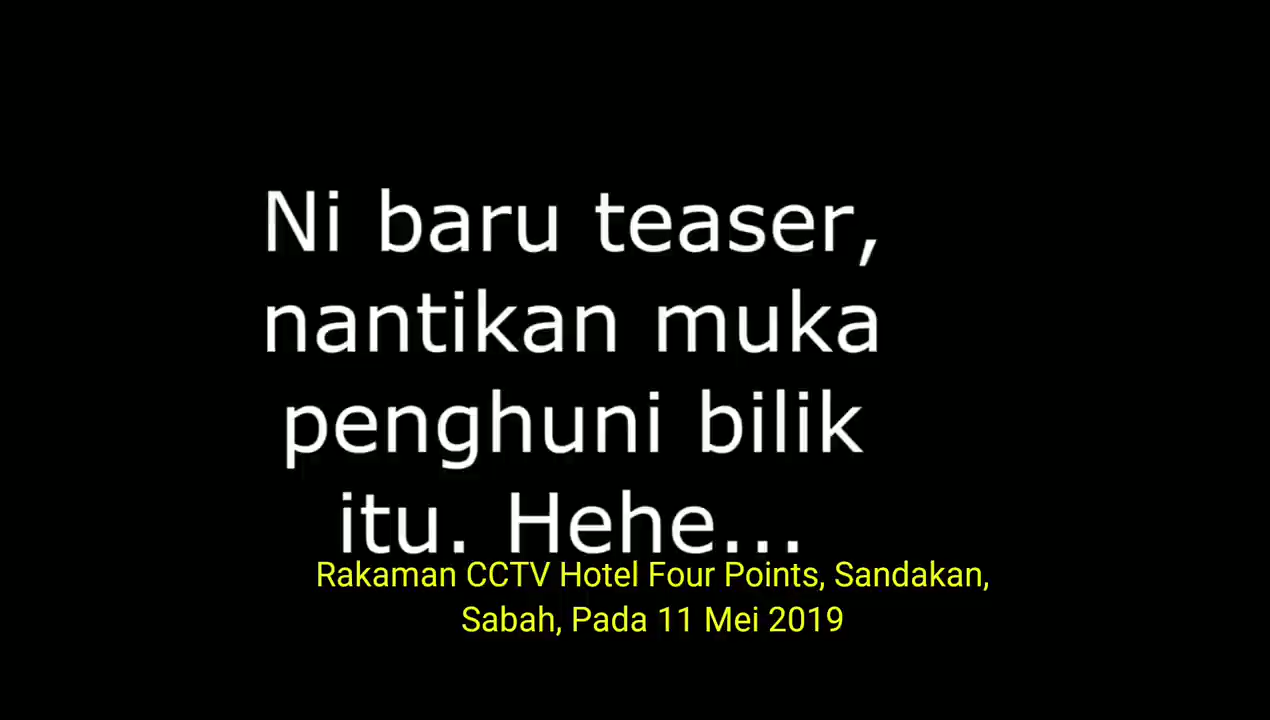 Ni baru teaser,
nantikan muka
penghuni bilik
itu. Hehe...
Rakaman CCTV Hotel Four Points, Sandakan,
Sabah, Pada 11 Mei 2019